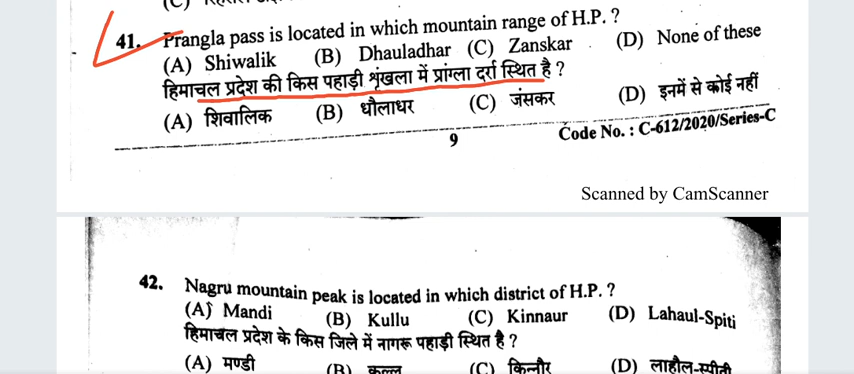 41. Prangla pass is located in which mountain range of H.P. ?
(A) Shiwalik (B) Dhauladhar (C) Zanskar (D) None of these
हिमाचल प्रदेश की किस पहाड़ी शृंखला में प्रांग्ला दर्रा स्थित है ?
(A) शिवालिक (B) धौलाधर (C) जंसकर (D) इनमें से कोई नहीं
9 Code No. : C-612/2020/Series-C
Scanned by CamScanner
42. Nagru mountain peak is located in which district of H.P. ?
(A) Mandi (B) Kullu (C) Kinnaur (D) Lahaul-Spiti
हिमाचल प्रदेश के किस जिले में नागरू पहाड़ी स्थित है ?
(A) मण्डी (B) कुल्लू (C) किन्नौर (D) लाहौल-स्पीती